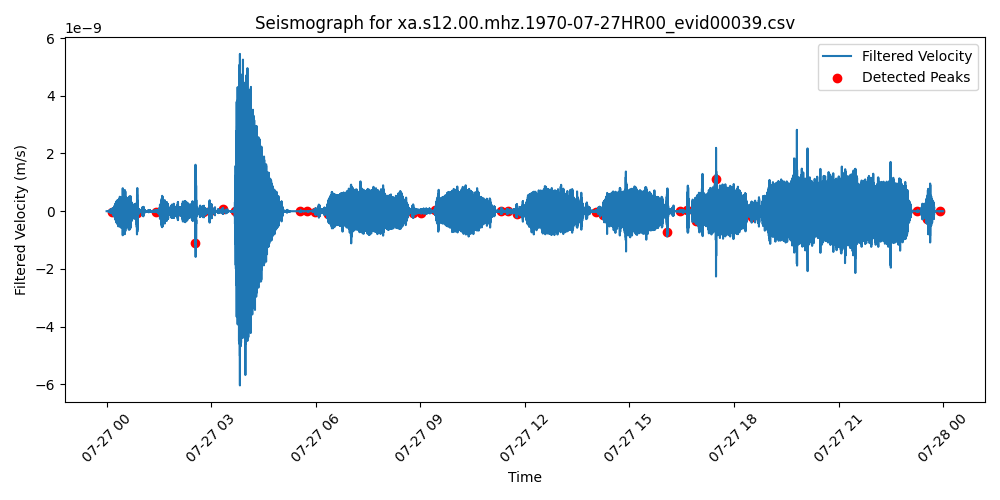 Seismograph for xa.s12.00.mhz.1970-07-27HR00_evid00039.csv
1e−9
Filtered Velocity
Detected Peaks
6
4
2
0
−2
−4
−6
Filtered Velocity (m/s)
07-27 00
07-27 03
07-27 06
07-27 09
07-27 12
07-27 15
07-27 18
07-27 21
07-28 00
Time